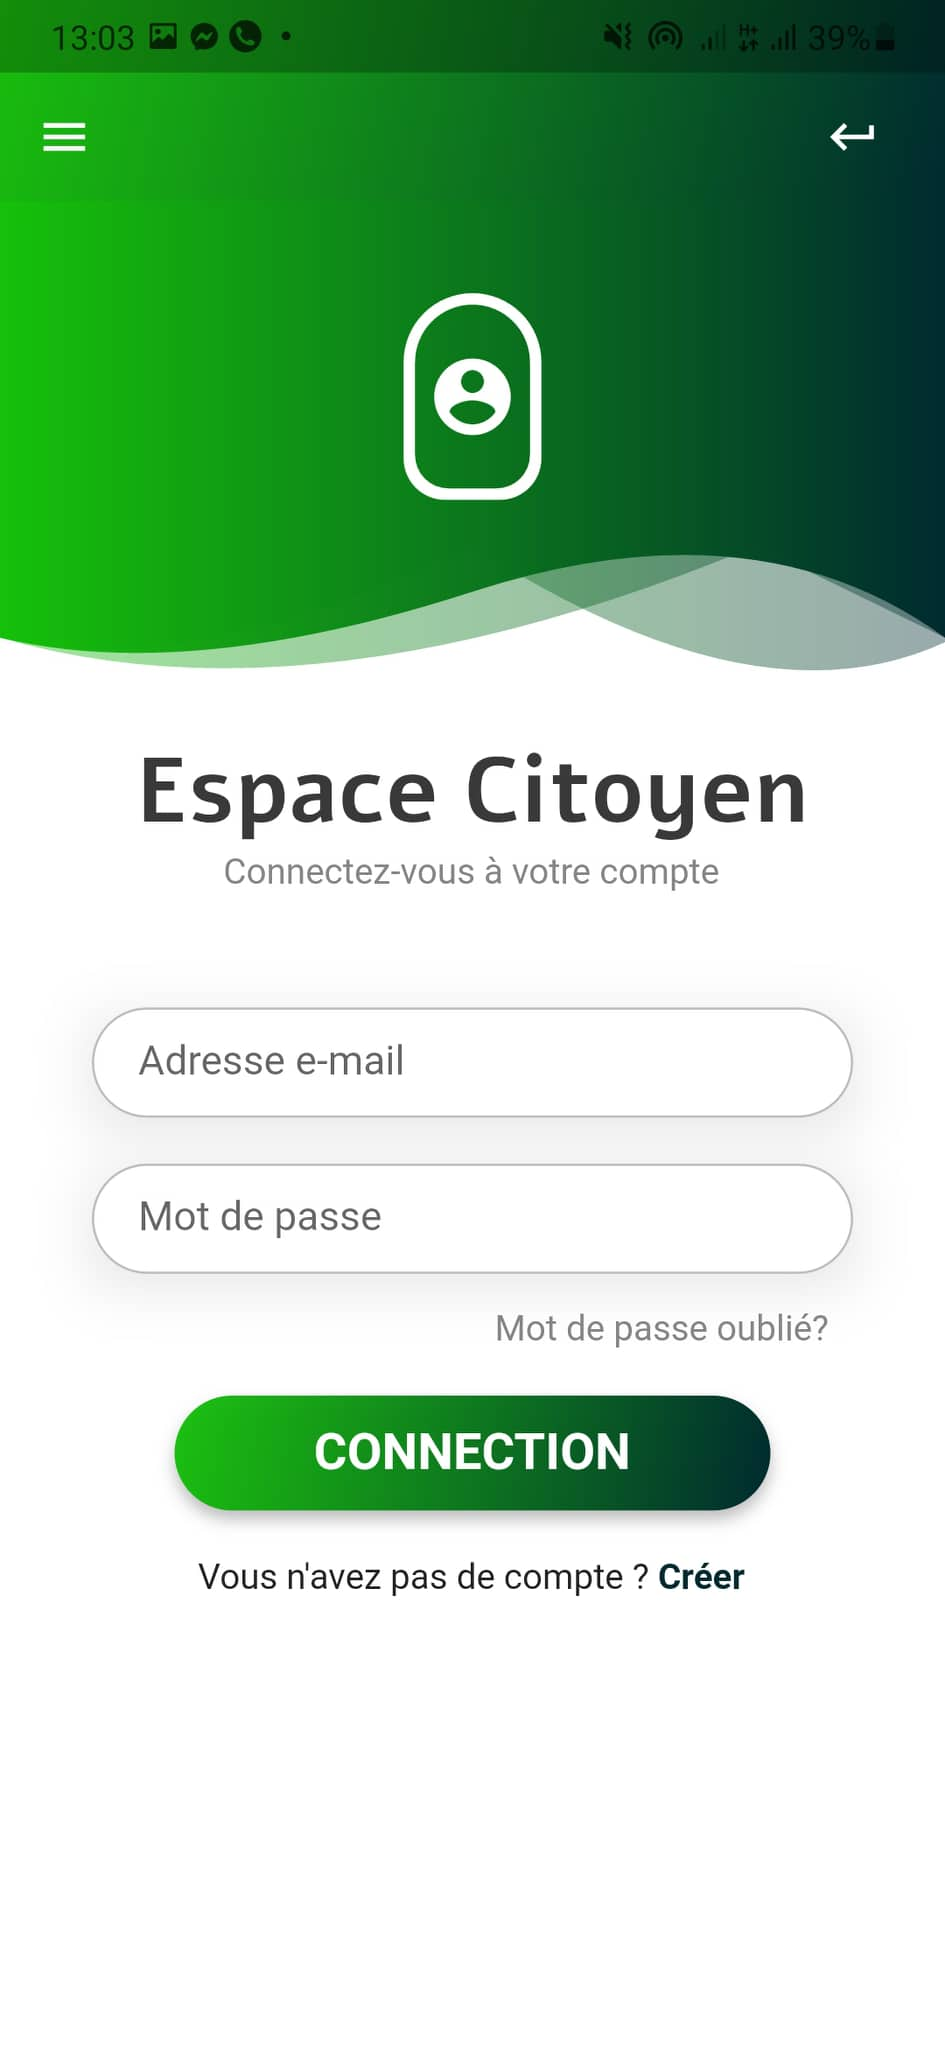 13:03
H+
39%
Espace Citoyen
Connectez-vous à votre compte
Adresse e-mail
Mot de passe
Mot de passe oublié?
CONNECTION
Vous n'avez pas de compte ? Créer